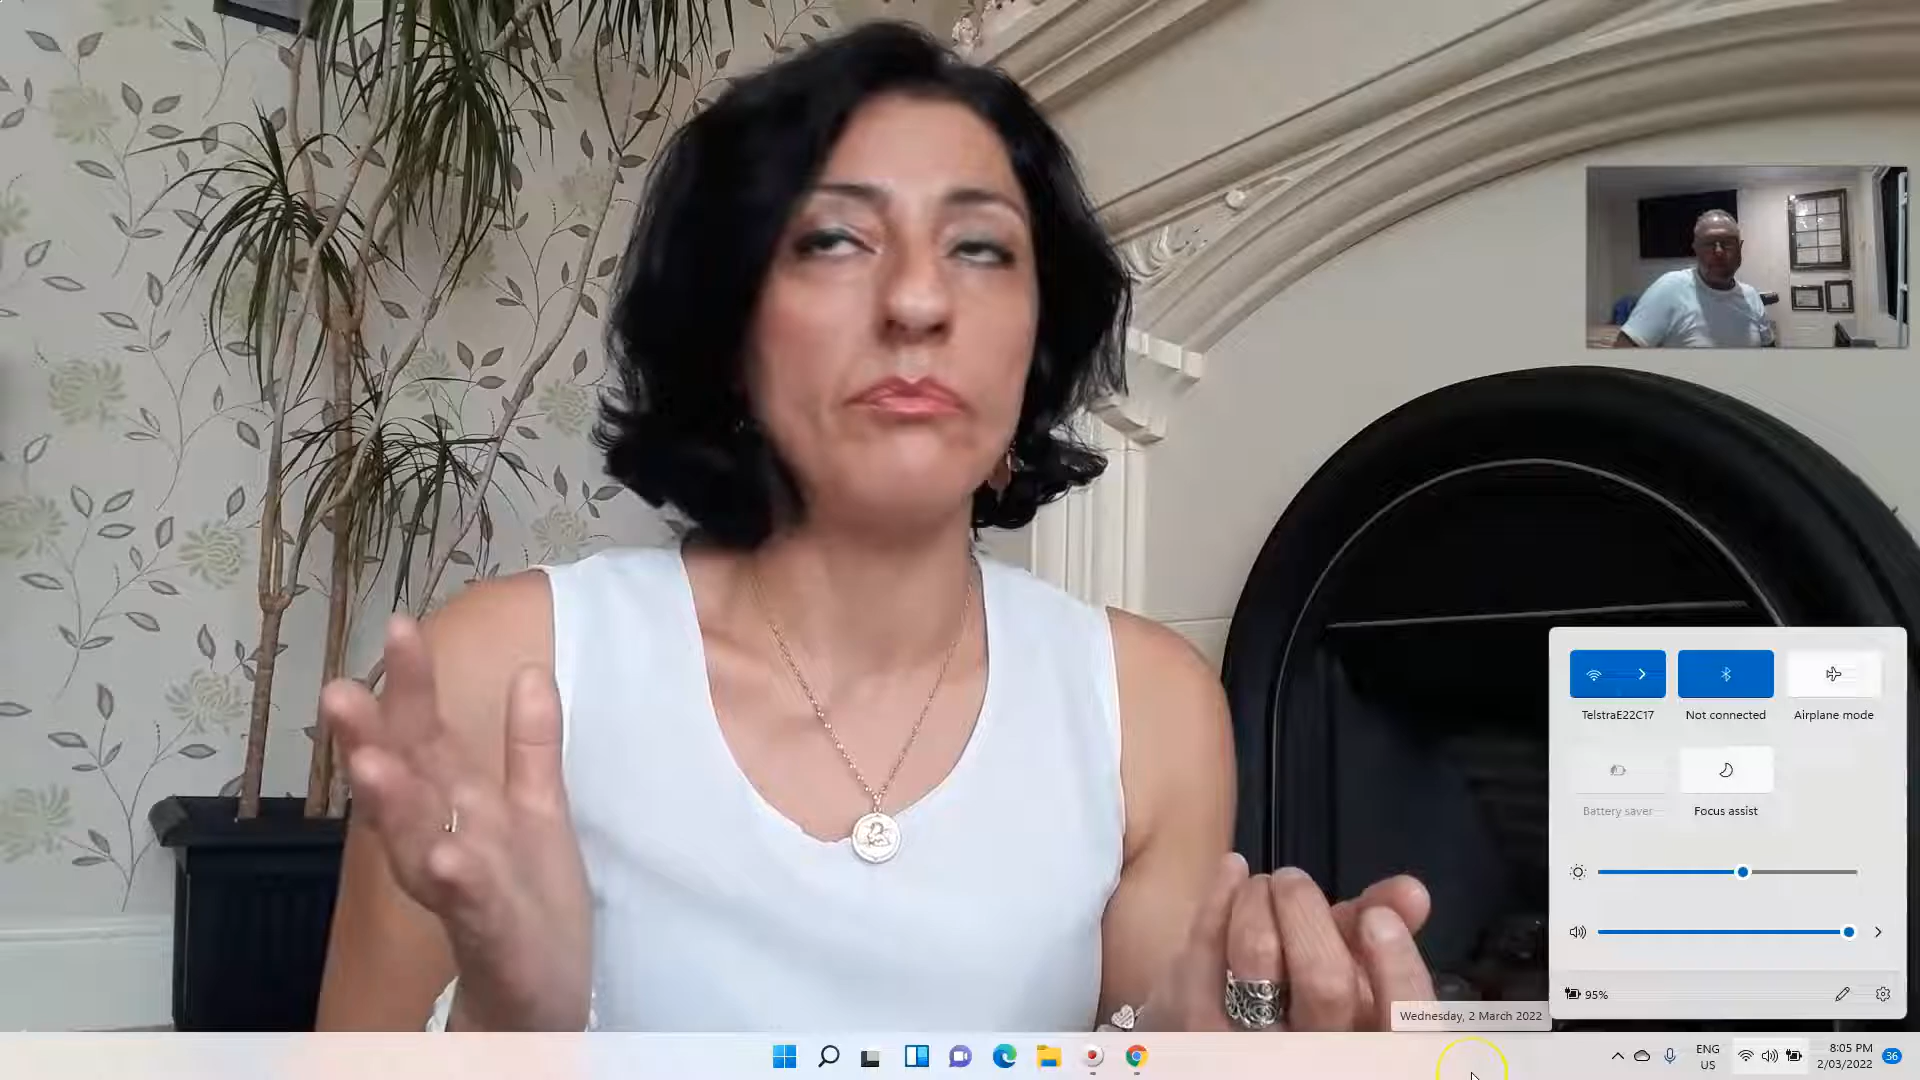 TelstraE22C17
Not connected
Airplane mode
Battery saver
Focus assist
95%
Wednesday, 2 March 2022
ENG
US
8:05 PM
2/03/2022
36